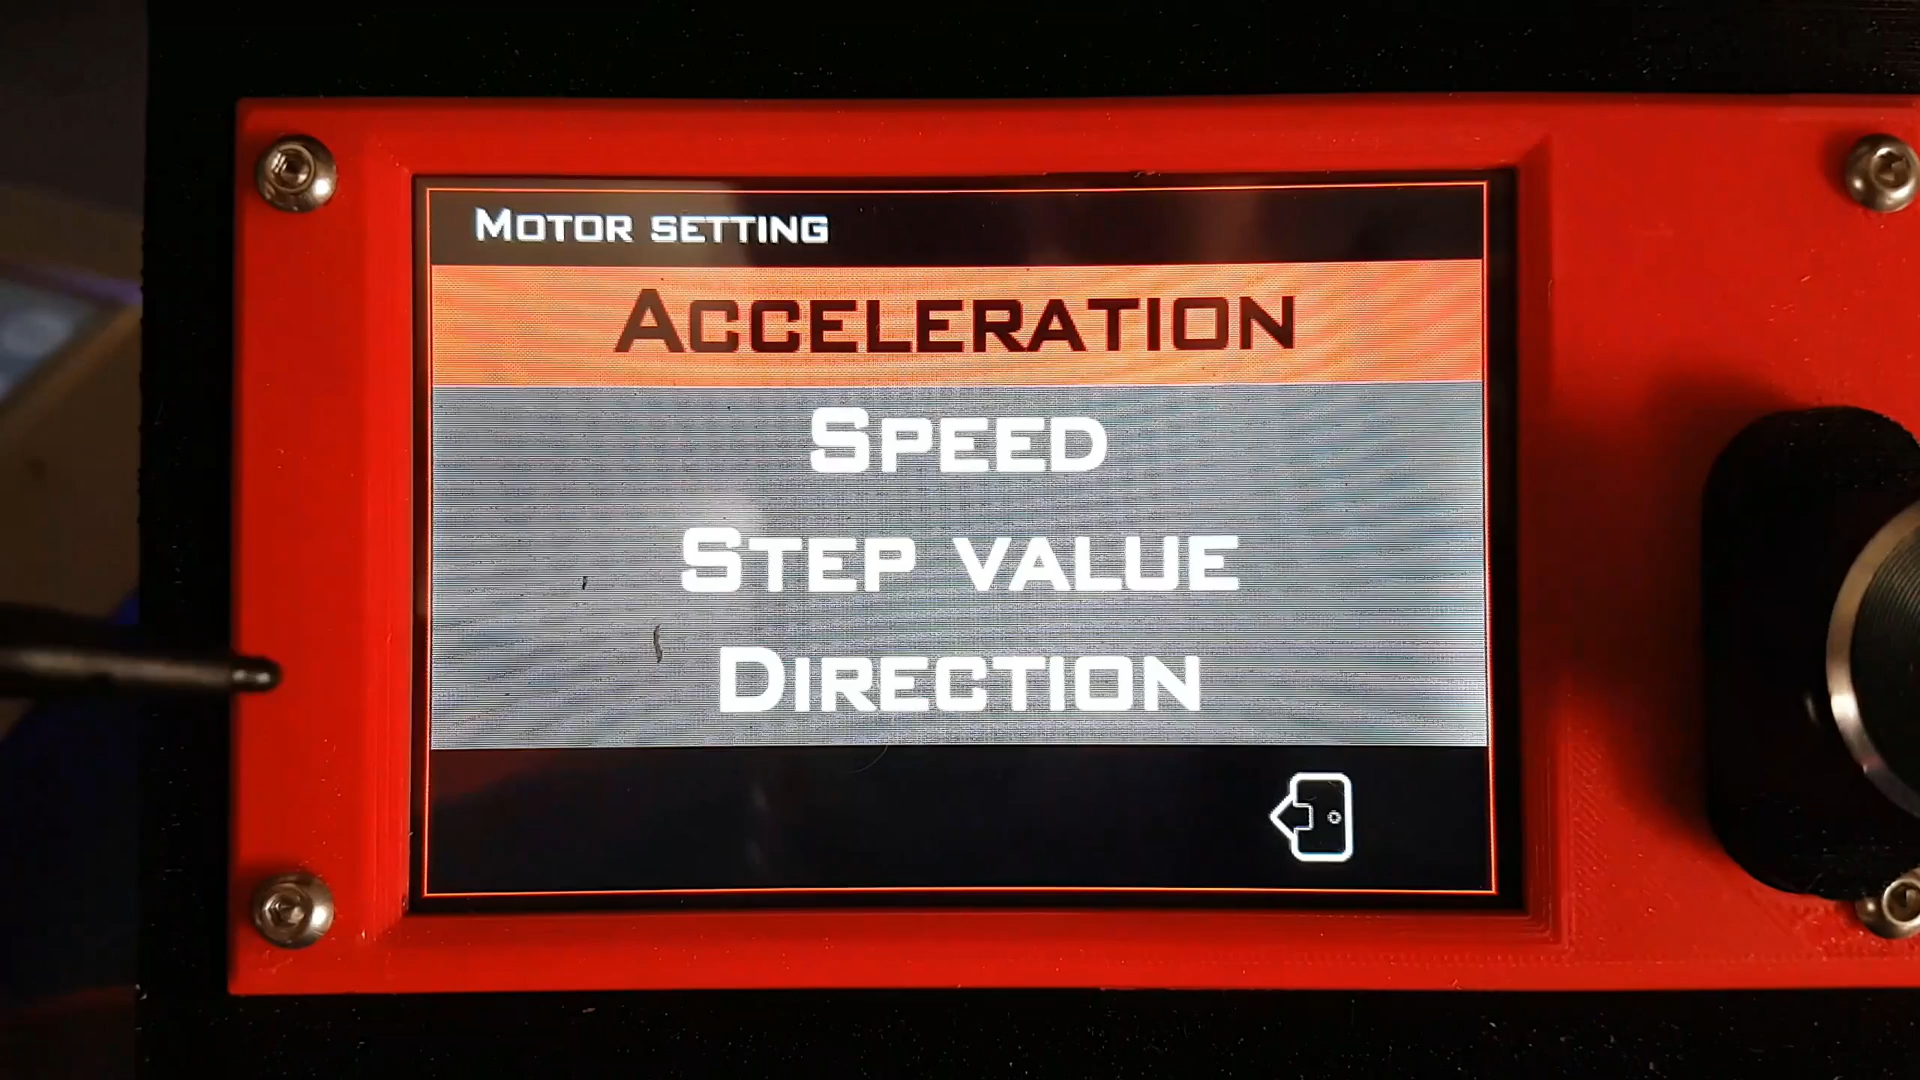 Motor setting
Acceleration
Speed
Step value
Direction